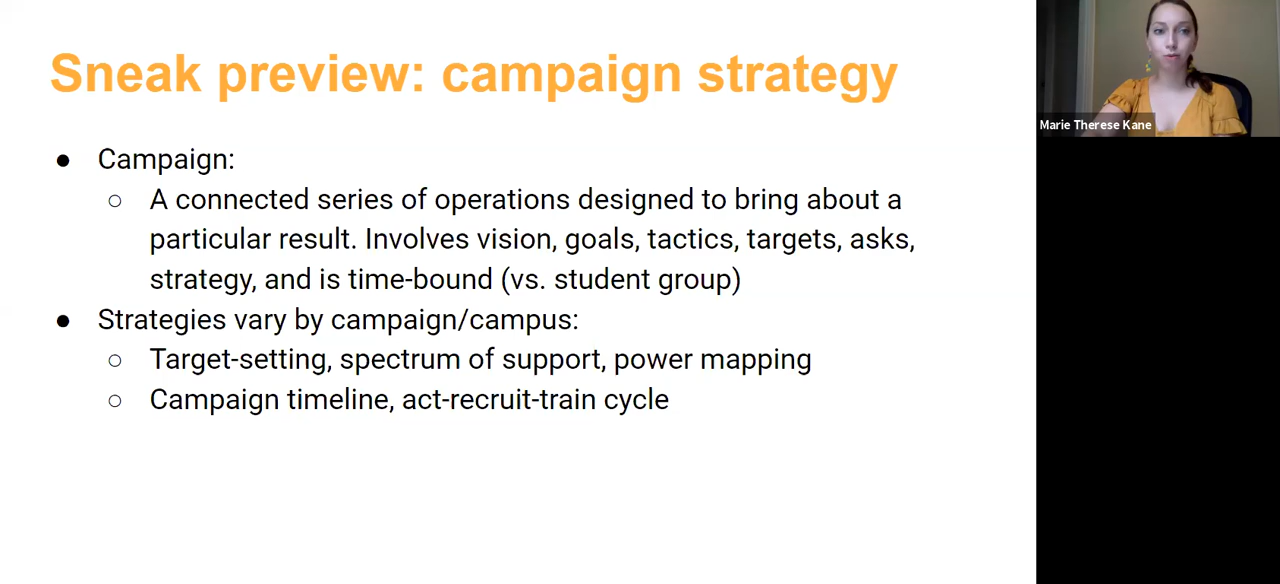 Sneak preview: campaign strategy
● Campaign:
○ A connected series of operations designed to bring about a
particular result. Involves vision, goals, tactics, targets, asks,
strategy, and is time-bound (vs. student group)
● Strategies vary by campaign/campus:
○ Target-setting, spectrum of support, power mapping
○ Campaign timeline, act-recruit-train cycle
Marie Therese Kane